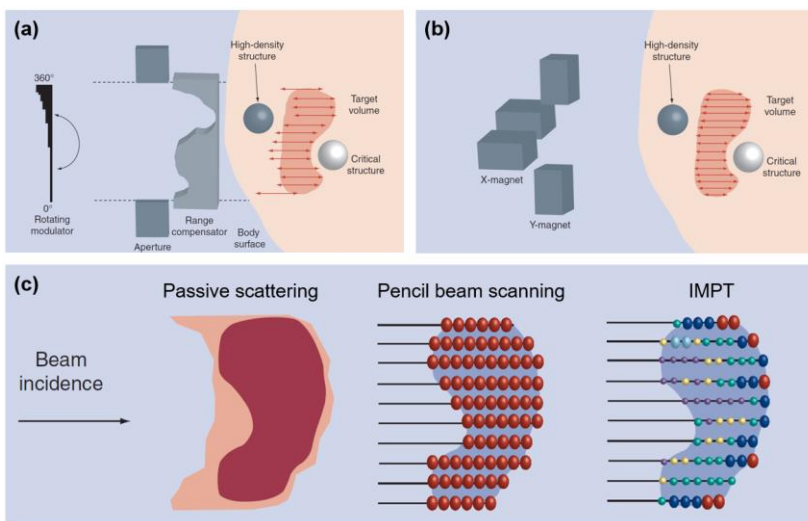 (a)
High-density
structure
360°
Target
volume
Critical
structure
0°
Rotating
modulator
Aperture
Range
compensator
Body
surface
(b)
High-density
structure
Target
volume
Critical
structure
X-magnet
Y-magnet
(c)
Passive scattering
Pencil beam scanning
IMPT
Beam
incidence